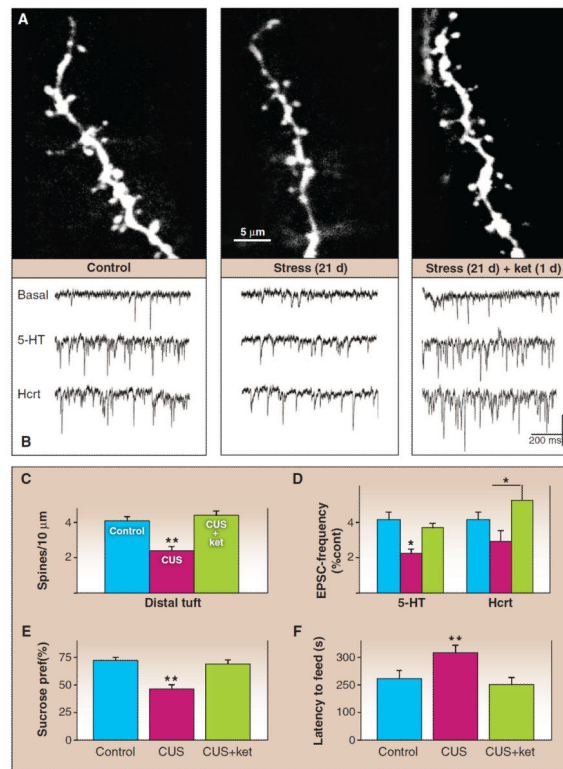 A
5 μm
Control
Stress (21 d)
Stress (21 d) + ket (1 d)
Basal
5-HT
Hcrt
200 ms
B
C
Spines/10 μm
4
2
Control
**
CUS
CUS
+
ket
Distal tuft
D
EPSC-frequency
(%cont)
4
2
*
*
5-HT
Hcrt
E
Sucrose pref(%)
75
50
25
0
**
Control
CUS
CUS+ket
F
Latency to feed (s)
300
200
100
0
**
Control
CUS
CUS+ket